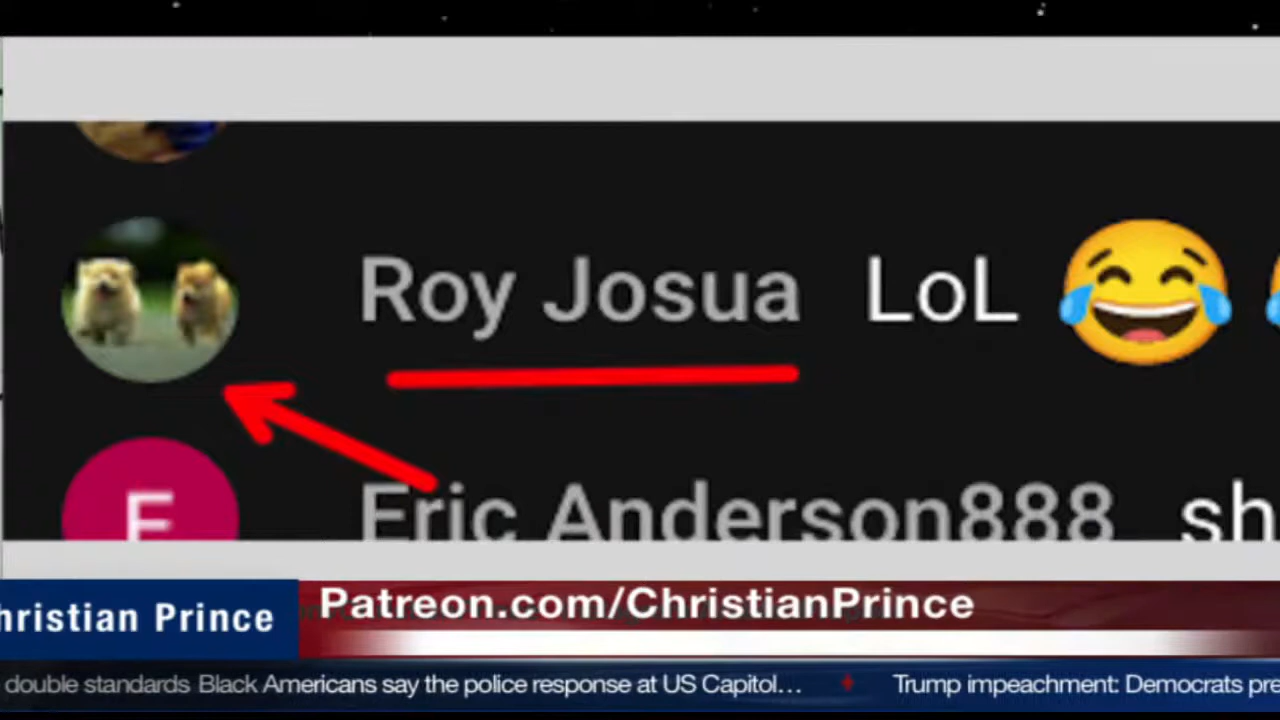 Roy Josua LoL 😂
E Eric Anderson888 sh
hristian Prince Patreon.com/ChristianPrince
double standards Black Americans say the police response at US Capitol... Trump impeachment: Democrats pre